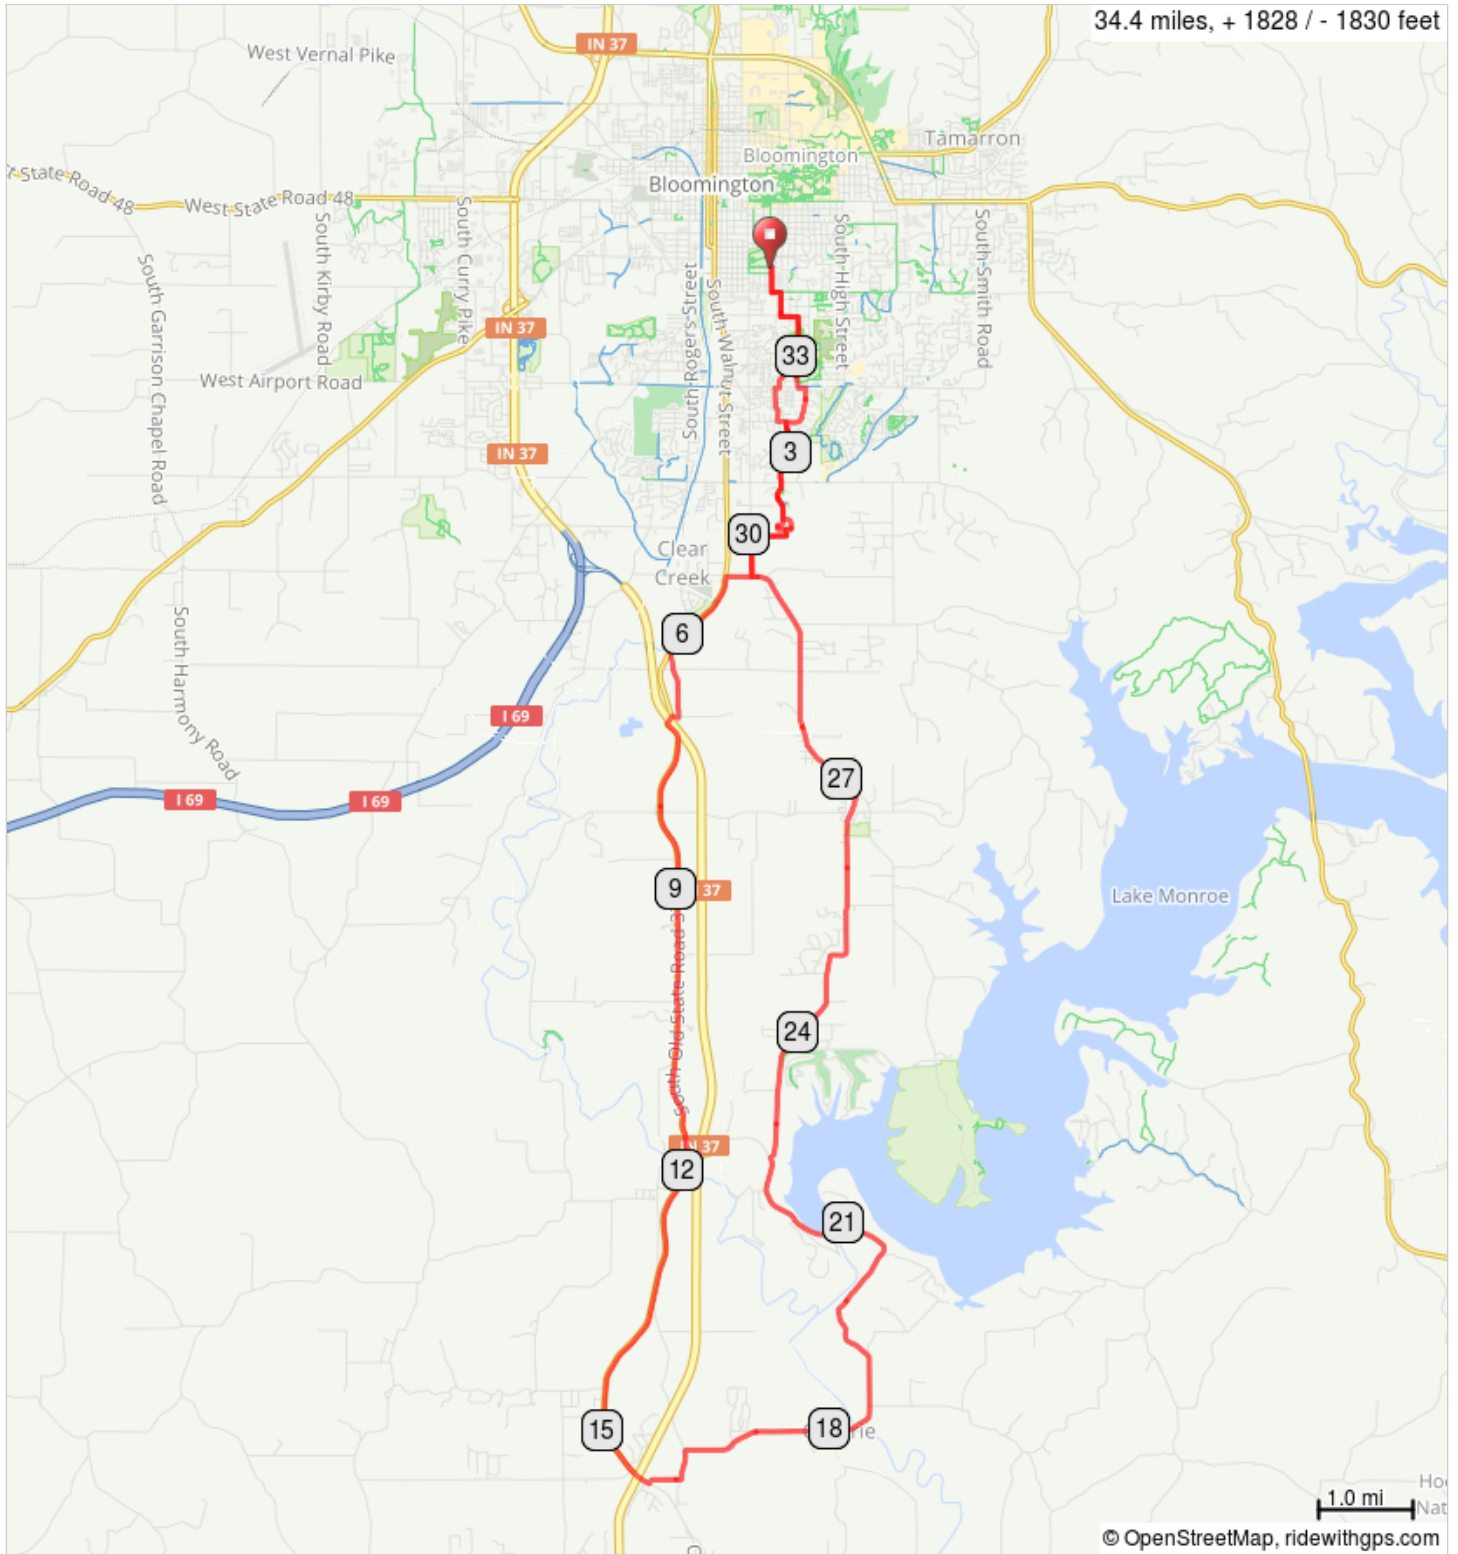 34.4 miles, + 1828 / - 1830 feet
IN 37
West Vernal Pike
Tamarron
Bloomington
Bloomington
State Road 48
West State Road 48
South Kirby Road
South Curry Pike
South High Street
South Smith Road
South Garrison Chapel Road
South Rogers Street
South Walnut Street
IN 37
33
West Airport Road
3
IN 37
30
Clear
Creek
6
South Harmony Road
I 69
27
I 69
I 69
9
37
Lake Monroe
South Old State Road
24
IN 37
12
21
15
18
1.0 mi
© OpenStreetMap, ridewithgps.com